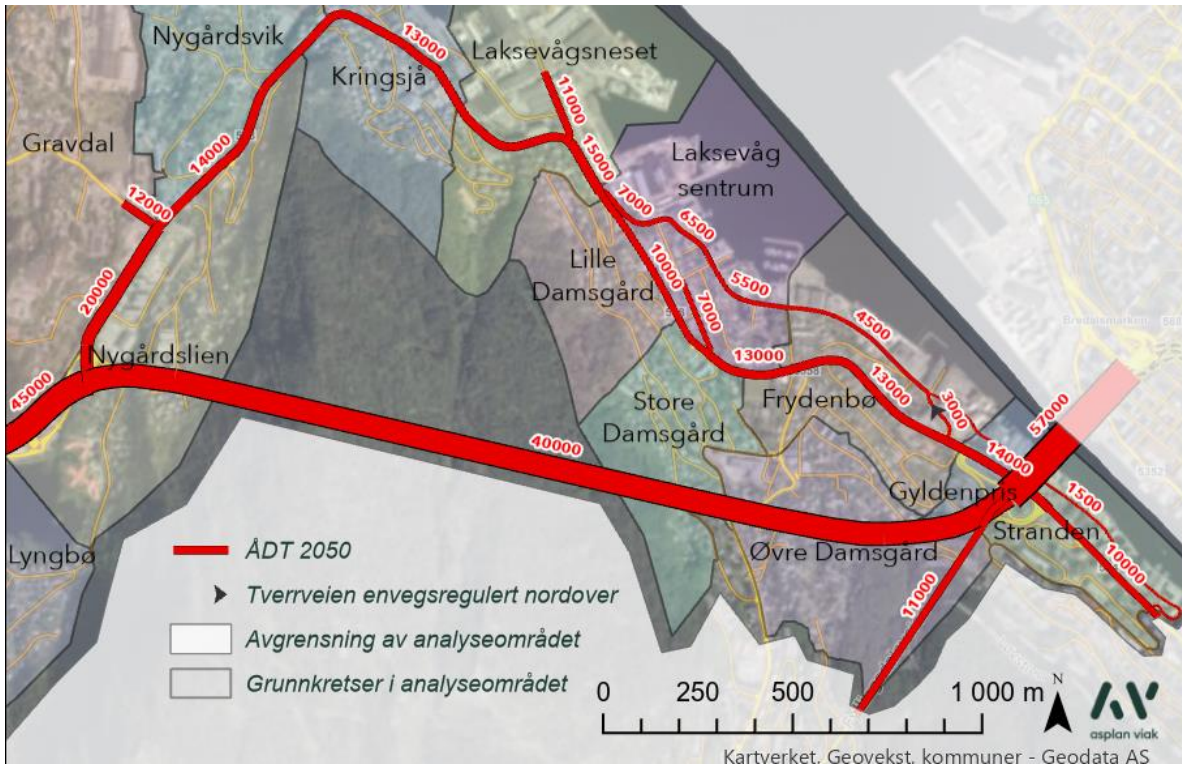 Nygårdsvik
13000
Laksevågsneset
Kringsjå
11000
Gravdal
14000
15000
Laksevåg
sentrum
12000
7000
6500
Lille
Damsgård
10000
5500
20000
7000
4500
Nygårdslien
13000
Frydenbø
13000
3000
57000
45000
Store
Damsgård
40000
14000
Gyldenpris
1500
Stranden
Lyngbø
Øvre Damsgård
10000
11000
ÅDT 2050
Tverrveien envegsregulert nordover
Avgrensning av analyseområdet
Grunnkretser i analyseområdet
0 250 500 1 000 m
N
asplan viak
Kartverket, Geovekst, kommuner - Geodata AS